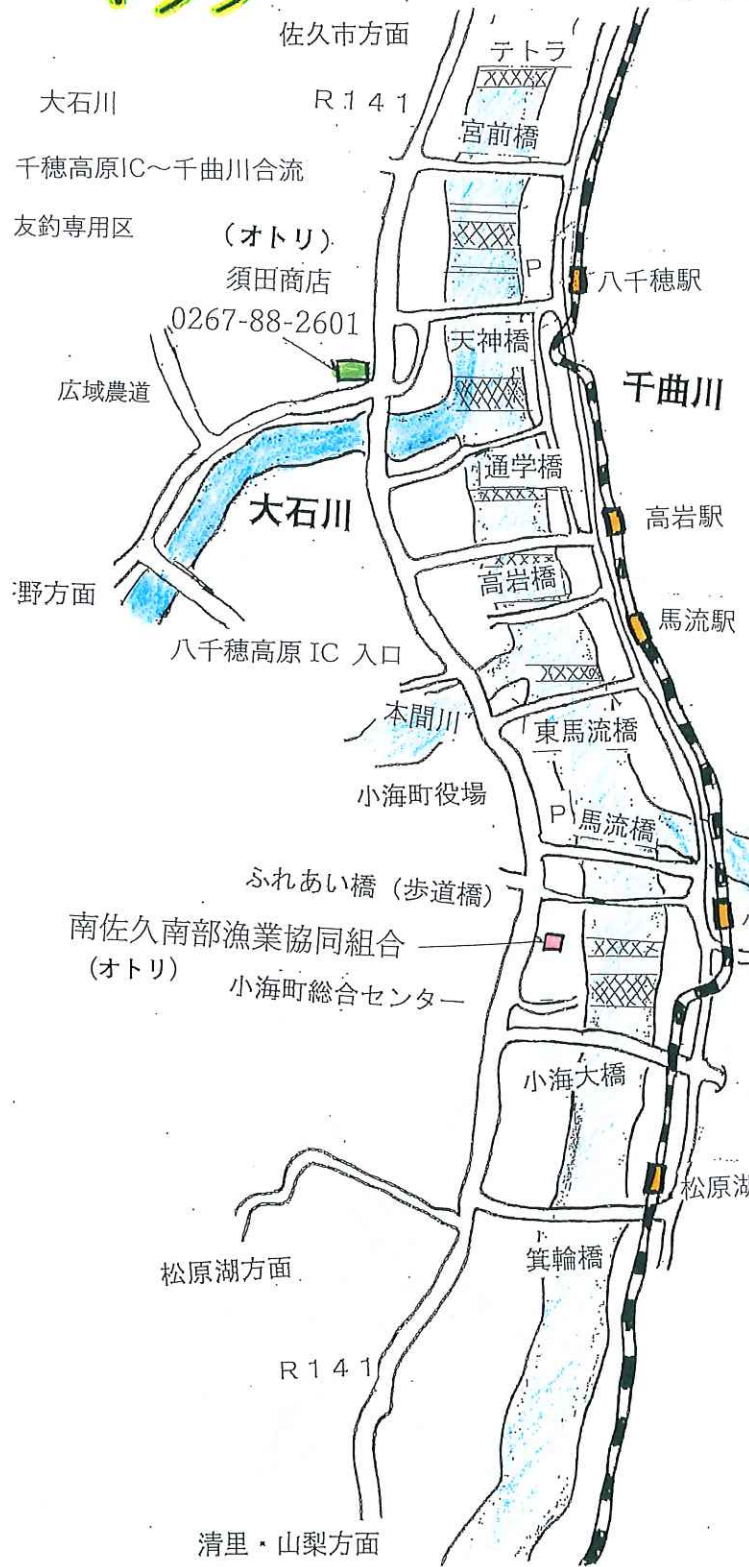 佐久市方面
テトラ
大石川
R141
宮前橋
千穂高原IC～千曲川合流
友釣専用区
(オトリ)
須田商店
0267-88-2601
P
八千穂駅
天神橋
広域農道
千曲川
通学橋
大石川
高岩駅
高岩橋
野方面
馬流駅
八千穂高原IC 入口
本間川
東馬流橋
小海町役場
P
馬流橋
ふれあい橋（歩道橋）
南佐久南部漁業協同組合
(オトリ)
小海町総合センター
小海大橋
松原湖
松原湖方面
箕輪橋
R141
清里・山梨方面